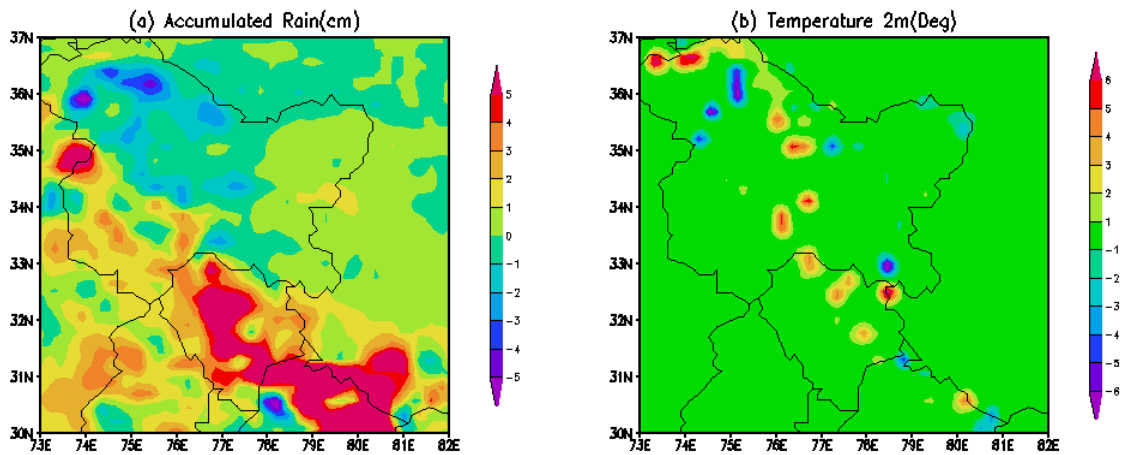 (a) Accumulated Rain(cm)
37N
36N
35N
34N
33N
32N
31N
30N
73E 74E 75E 76E 77E 78E 79E 80E 81E 82E
5
4
3
2
1
0
-1
-2
-3
-4
-5
(b) Temperature 2m(Deg)
37N
36N
35N
34N
33N
32N
31N
30N
73E 74E 75E 76E 77E 78E 79E 80E 81E 82E
6
5
4
2
1
-1
-2
-4
-5
-6